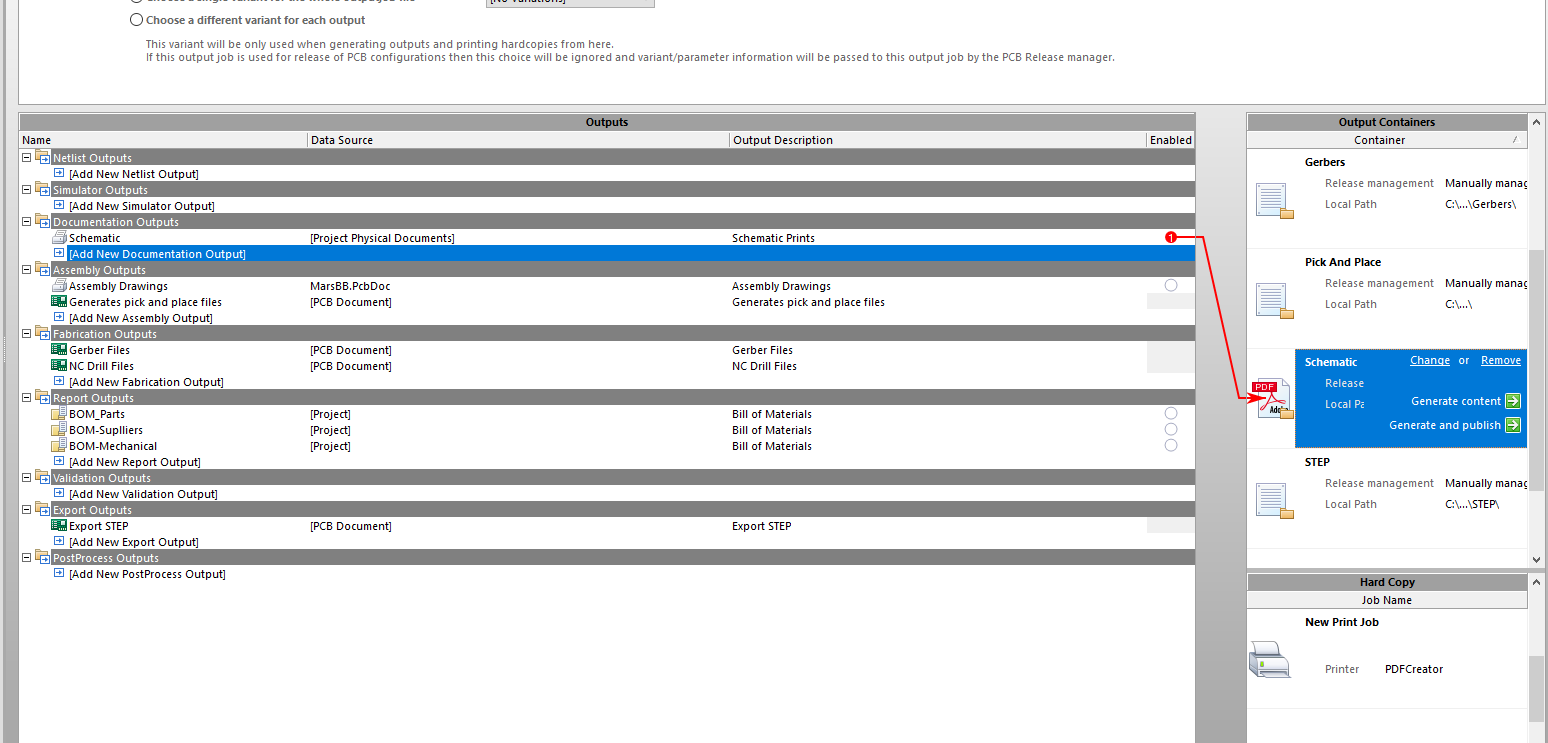 [No Variations]
Choose a different variant for each output
This variant will be only used when generating outputs and printing hardcopies from here.
If this output job is used for release of PCB configurations then this choice will be ignored and variant/parameter information will be passed to this output job by the PCB Release manager.
Outputs
Name Data Source Output Description Enabled
Netlist Outputs
[Add New Netlist Output]
Simulator Outputs
[Add New Simulator Output]
Documentation Outputs
Schematic [Project Physical Documents] Schematic Prints 1
[Add New Documentation Output]
Assembly Outputs
Assembly Drawings MarsBB.PcbDoc Assembly Drawings
Generates pick and place files [PCB Document] Generates pick and place files
[Add New Assembly Output]
Fabrication Outputs
Gerber Files [PCB Document] Gerber Files
NC Drill Files [PCB Document] NC Drill Files
[Add New Fabrication Output]
Report Outputs
BOM_Parts [Project] Bill of Materials
BOM-Suplliers [Project] Bill of Materials
BOM-Mechanical [Project] Bill of Materials
[Add New Report Output]
Validation Outputs
[Add New Validation Output]
Export Outputs
Export STEP [PCB Document] Export STEP
[Add New Export Output]
PostProcess Outputs
[Add New PostProcess Output]
Output Containers
Container
Gerbers
Release management Manually manag
Local Path C:\...\Gerbers\
Pick And Place
Release management Manually manag
Local Path C:\...\
Schematic Change or Remove
PDF
Release
Local Pa Generate content
Adobe
Generate and publish
STEP
Release management Manually manag
Local Path C:\...\STEP\
Hard Copy
Job Name
New Print Job
Printer PDFCreator